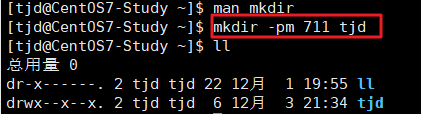 [tjd@CentOS7-Study ~]$ man mkdir
[tjd@CentOS7-Study ~]$ mkdir -pm 711 tjd
[tjd@CentOS7-Study ~]$ ll
总用量 0
dr-x------. 2 tjd tjd 22 12月  1 19:55 ll
drwx--x--x. 2 tjd tjd  6 12月  3 21:34 tjd